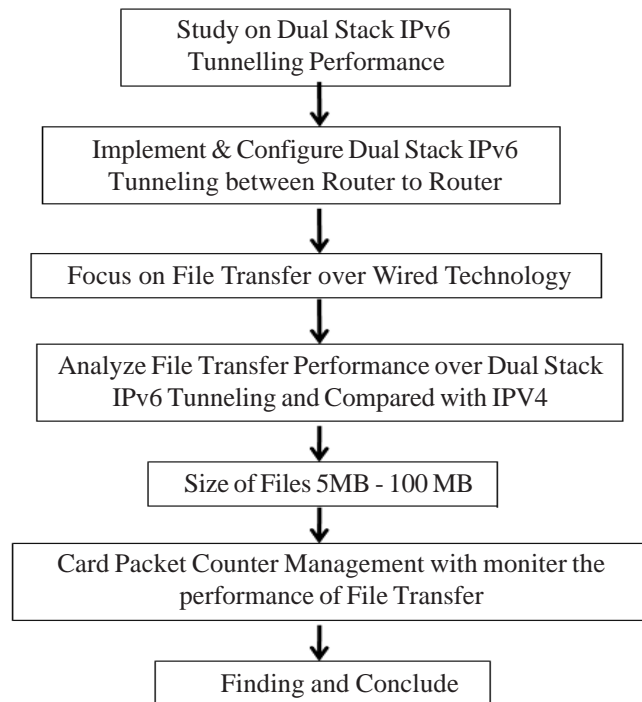 Study on Dual Stack IPv6
Tunnelling Performance
Implement & Configure Dual Stack IPv6
Tunneling between Router to Router
Focus on File Transfer over Wired Technology
Analyze File Transfer Performance over Dual Stack
IPv6 Tunneling and Compared with IPV4
Size of Files 5MB - 100 MB
Card Packet Counter Management with moniter the
performance of File Transfer
Finding and Conclude